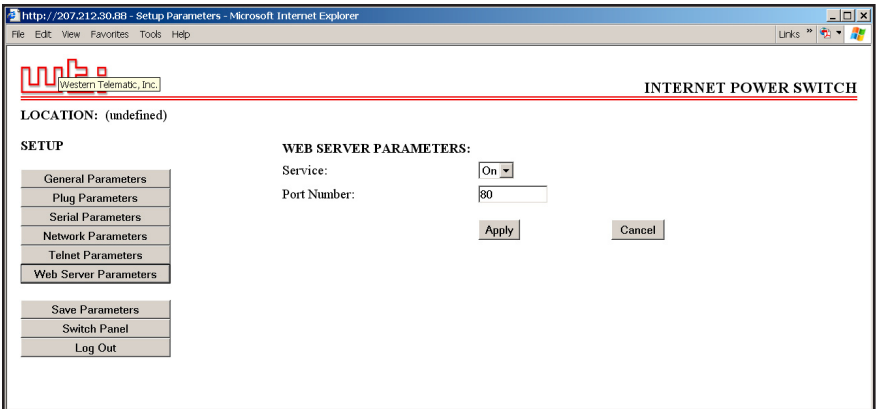 http://207.212.30.88 - Setup Parameters - Microsoft Internet Explorer
File Edit View Favorites Tools Help Links »
wti
Western Telematic, Inc.
INTERNET POWER SWITCH
LOCATION: (undefined)
SETUP
General Parameters
Plug Parameters
Serial Parameters
Network Parameters
Telnet Parameters
Web Server Parameters
Save Parameters
Switch Panel
Log Out
WEB SERVER PARAMETERS:
Service: On
Port Number: 80
Apply Cancel